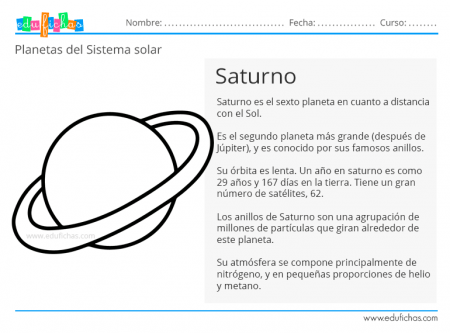 edufichas
Nombre: ............................................ Fecha: ..................... Curso: ........
Planetas del Sistema solar
Saturno
Saturno es el sexto planeta en cuanto a distancia
con el Sol.
Es el segundo planeta más grande (después de
Júpiter), y es conocido por sus famosos anillos.
Su órbita es lenta. Un año en saturno es como
29 años y 167 días en la tierra. Tiene un gran
número de satélites, 62.
Los anillos de Saturno son una agrupación de
millones de partículas que giran alrededor de
este planeta.
Su atmósfera se compone principalmente de
nitrógeno, y en pequeñas proporciones de helio
y metano.
www.edufichas.com
www.edufichas.com